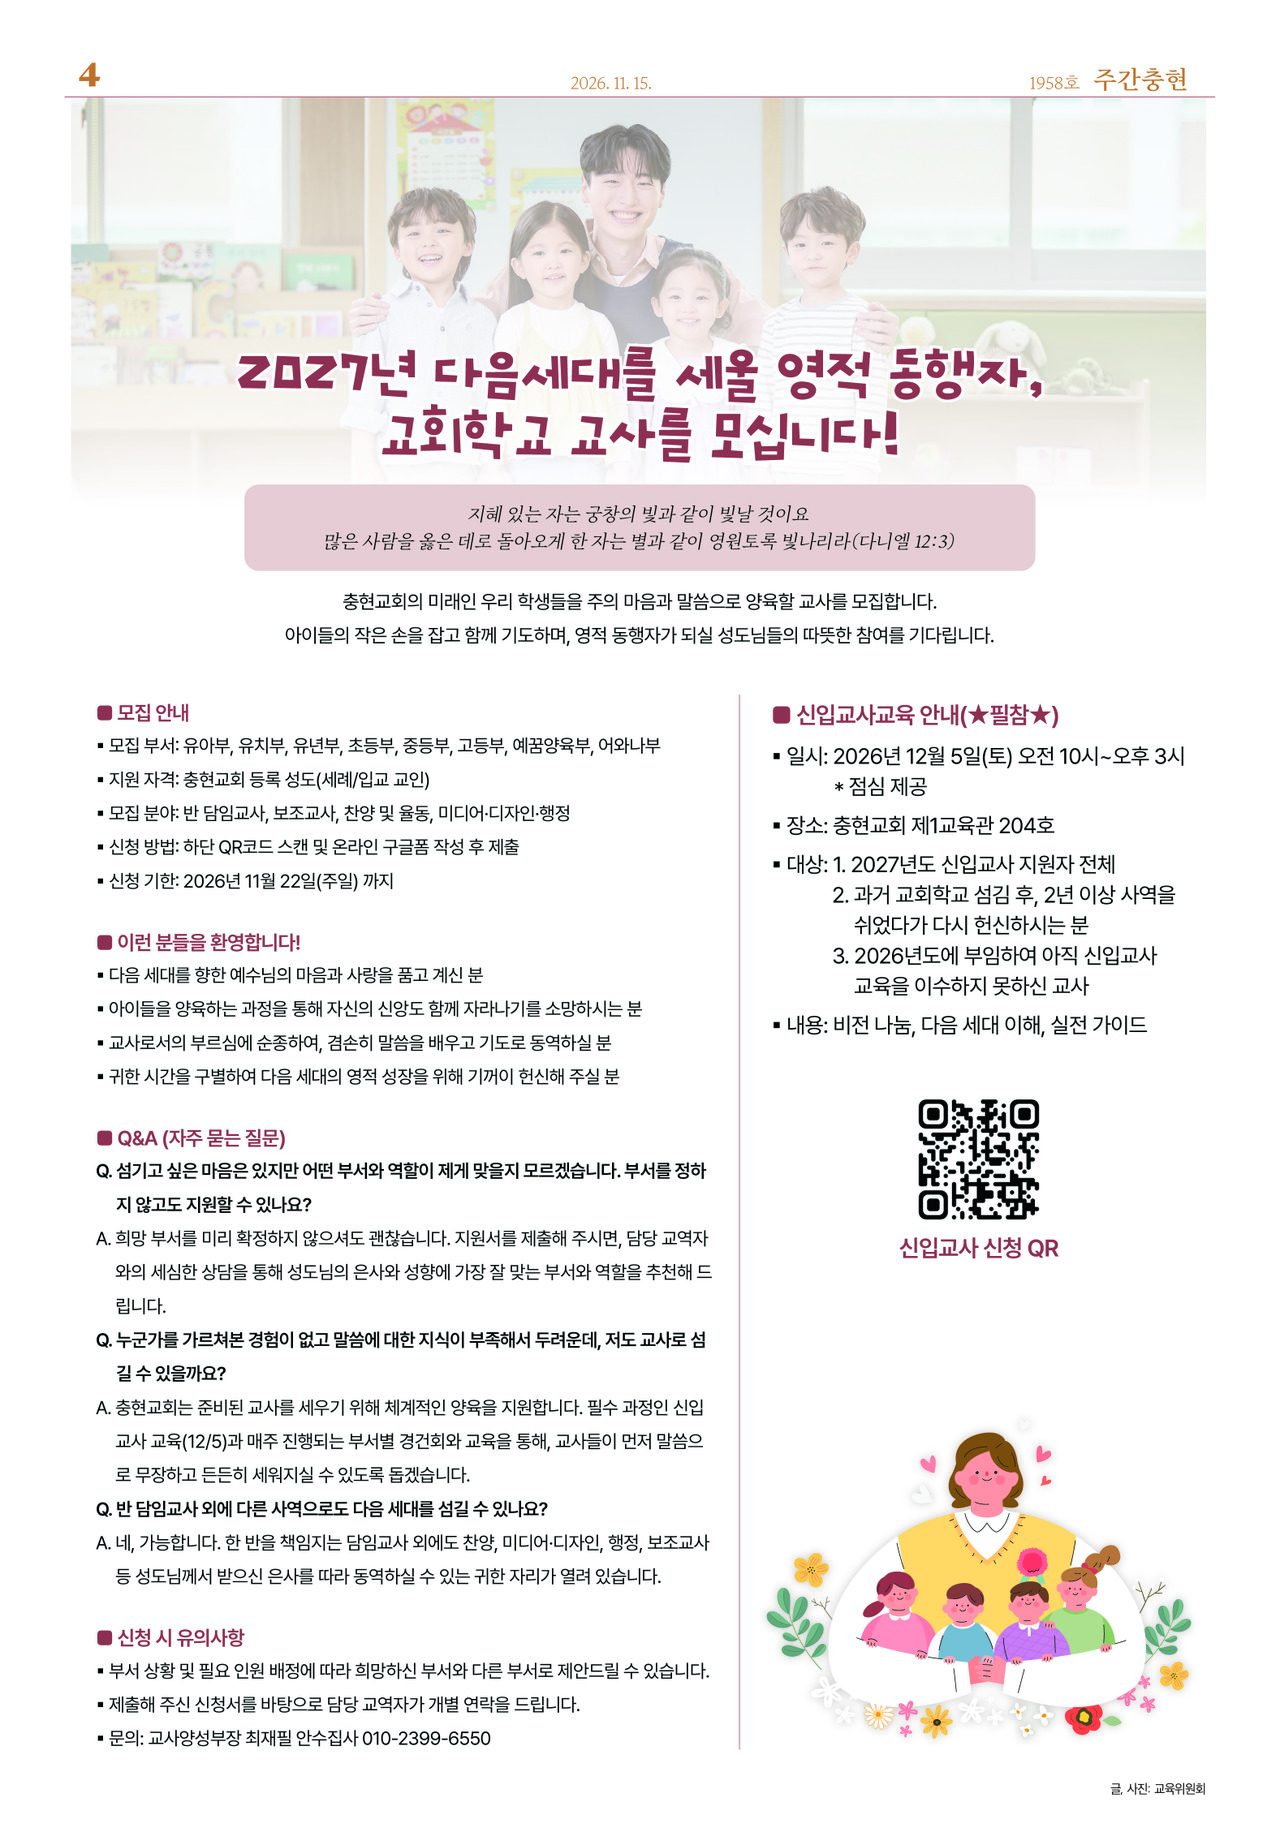 4
2026. 11. 15.
1958호 주간충현
2027년 다음세대를 세울 영적 동행자,
교회학교 교사를 모십니다!
지혜 있는 자는 궁창의 빛과 같이 빛날 것이요
많은 사람을 옳은 데로 돌아오게 한 자는 별과 같이 영원토록 빛나리라(다니엘 12:3)
충현교회의 미래인 우리 학생들을 주의 마음과 말씀으로 양육할 교사를 모집합니다.
아이들의 작은 손을 잡고 함께 기도하며, 영적 동행자가 되실 성도님들의 따뜻한 참여를 기다립니다.
■ 모집 안내
▪ 모집 부서: 유아부, 유치부, 유년부, 초등부, 중등부, 고등부, 예꿈양육부, 어와나부
▪ 지원 자격: 충현교회 등록 성도(세례/입교 교인)
▪ 모집 분야: 반 담임교사, 보조교사, 찬양 및 율동, 미디어·디자인·행정
▪ 신청 방법: 하단 QR코드 스캔 및 온라인 구글폼 작성 후 제출
▪ 신청 기한: 2026년 11월 22일(주일) 까지
■ 이런 분들을 환영합니다!
▪ 다음 세대를 향한 예수님의 마음과 사랑을 품고 계신 분
▪ 아이들을 양육하는 과정을 통해 자신의 신앙도 함께 자라나기를 소망하시는 분
▪ 교사로서의 부르심에 순종하여, 겸손히 말씀을 배우고 기도로 동역하실 분
▪ 귀한 시간을 구별하여 다음 세대의 영적 성장을 위해 기꺼이 헌신해 주실 분
■ Q&A (자주 묻는 질문)
Q. 섬기고 싶은 마음은 있지만 어떤 부서와 역할이 제게 맞을지 모르겠습니다. 부서를 정하
지 않고도 지원할 수 있나요?
A. 희망 부서를 미리 확정하지 않으셔도 괜찮습니다. 지원서를 제출해 주시면, 담당 교역자
와의 세심한 상담을 통해 성도님의 은사와 성향에 가장 잘 맞는 부서와 역할을 추천해 드
립니다.
Q. 누군가를 가르쳐본 경험이 없고 말씀에 대한 지식이 부족해서 두려운데, 저도 교사로 섬
길 수 있을까요?
A. 충현교회는 준비된 교사를 세우기 위해 체계적인 양육을 지원합니다. 필수 과정인 신입
교사 교육(12/5)과 매주 진행되는 부서별 경건회와 교육을 통해, 교사들이 먼저 말씀으
로 무장하고 든든히 세워지실 수 있도록 돕겠습니다.
Q. 반 담임교사 외에 다른 사역으로도 다음 세대를 섬길 수 있나요?
A. 네, 가능합니다. 한 반을 책임지는 담임교사 외에도 찬양, 미디어·디자인, 행정, 보조교사
등 성도님께서 받으신 은사를 따라 동역하실 수 있는 귀한 자리가 열려 있습니다.
■ 신청 시 유의사항
▪ 부서 상황 및 필요 인원 배정에 따라 희망하신 부서와 다른 부서로 제안드릴 수 있습니다.
▪ 제출해 주신 신청서를 바탕으로 담당 교역자가 개별 연락을 드립니다.
▪ 문의: 교사양성부장 최재필 안수집사 010-2399-6550
■ 신입교사교육 안내(★필참★)
▪ 일시: 2026년 12월 5일(토) 오전 10시~오후 3시
* 점심 제공
▪ 장소: 충현교회 제1교육관 204호
▪ 대상: 1. 2027년도 신입교사 지원자 전체
2. 과거 교회학교 섬김 후, 2년 이상 사역을
쉬었다가 다시 헌신하시는 분
3. 2026년도에 부임하여 아직 신입교사
교육을 이수하지 못하신 교사
▪ 내용: 비전 나눔, 다음 세대 이해, 실전 가이드
신입교사 신청 QR
글, 사진: 교육위원회